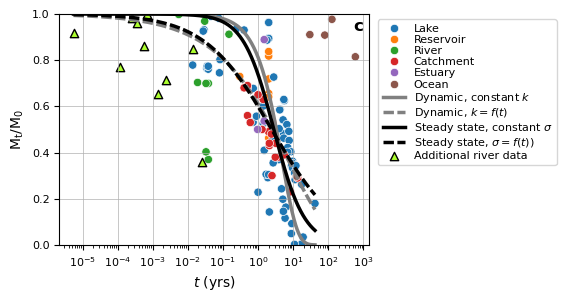 c
1.0
0.8
0.6
0.4
0.2
0.0
M_t/M_0
10^-5 10^-4 10^-3 10^-2 10^-1 10^0 10^1 10^2 10^3
t (yrs)
Lake
Reservoir
River
Catchment
Estuary
Ocean
Dynamic, constant k
Dynamic, k = f(t)
Steady state, constant σ
Steady state, σ = f(t))
Additional river data